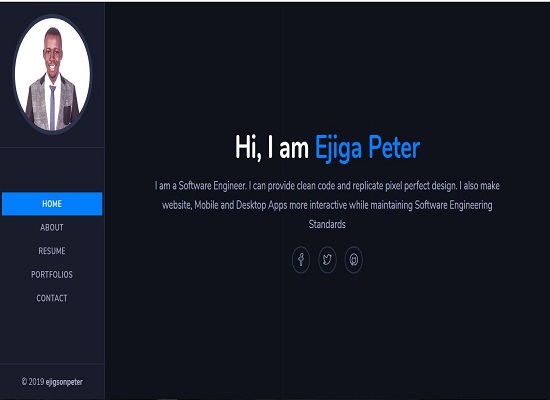 HOME
ABOUT
RESUME
PORTFOLIOS
CONTACT
© 2019 ejigsonpeter
Hi, I am Ejiga Peter
I am a Software Engineer. I can provide clean code and replicate pixel perfect design. I also make
website, Mobile and Desktop Apps more interactive while maintaining Software Engineering
Standards